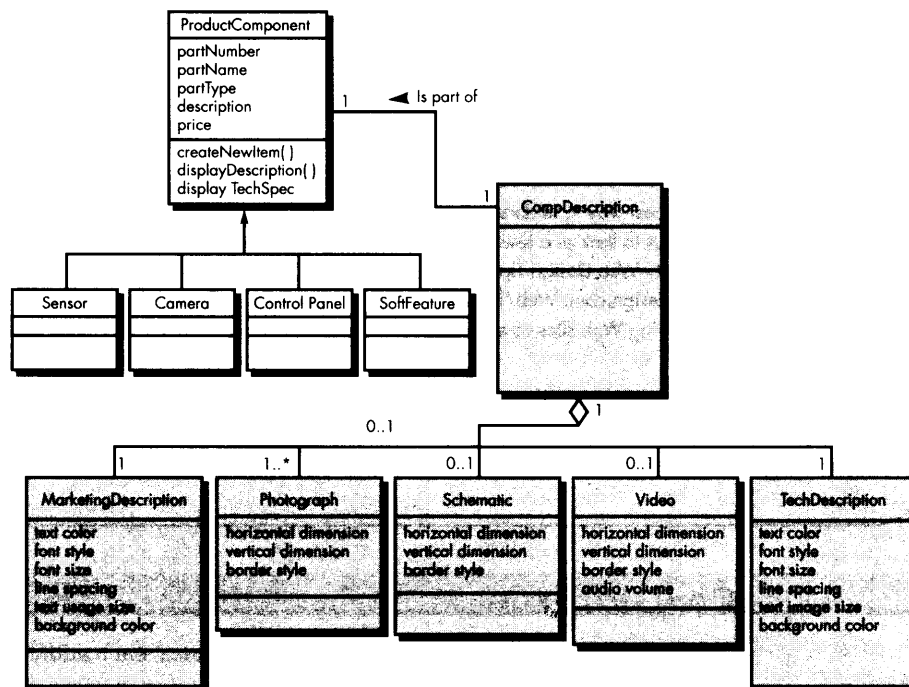 ProductComponent
partNumber
partName
partType
description
price
createNewItem( )
displayDescription( )
display TechSpec
1
Is part of
1
CompDescription
Sensor
Camera
Control Panel
SoftFeature
1
0..1
1
1..*
0..1
0..1
1
MarketingDescription
text color
font style
font size
line spacing
text usage size
background color
Photograph
horizontal dimension
vertical dimension
border style
Schematic
horizontal dimension
vertical dimension
border style
Video
horizontal dimension
vertical dimension
border style
audio volume
TechDescription
text color
font style
font size
line spacing
text image size
background color